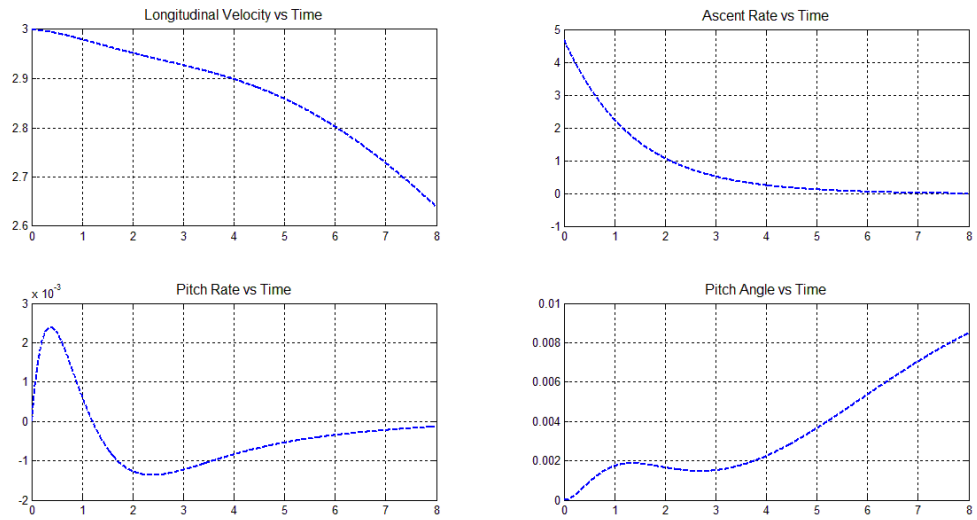 Longitudinal Velocity vs Time
3
2.9
2.8
2.7
2.6
0 1 2 3 4 5 6 7 8
Ascent Rate vs Time
5
4
3
2
1
0
-1
0 1 2 3 4 5 6 7 8
x 10⁻³
Pitch Rate vs Time
3
2
1
0
-1
-2
0 1 2 3 4 5 6 7 8
Pitch Angle vs Time
0.01
0.008
0.006
0.004
0.002
0
0 1 2 3 4 5 6 7 8